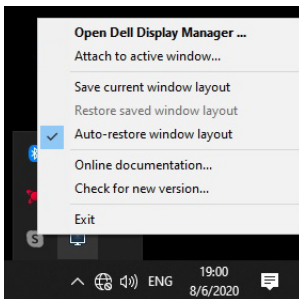 Open Dell Display Manager ...
Attach to active window...
Save current window layout
Restore saved window layout
Auto-restore window layout
Online documentation...
Check for new version...
Exit
S
ENG
19:00
8/6/2020